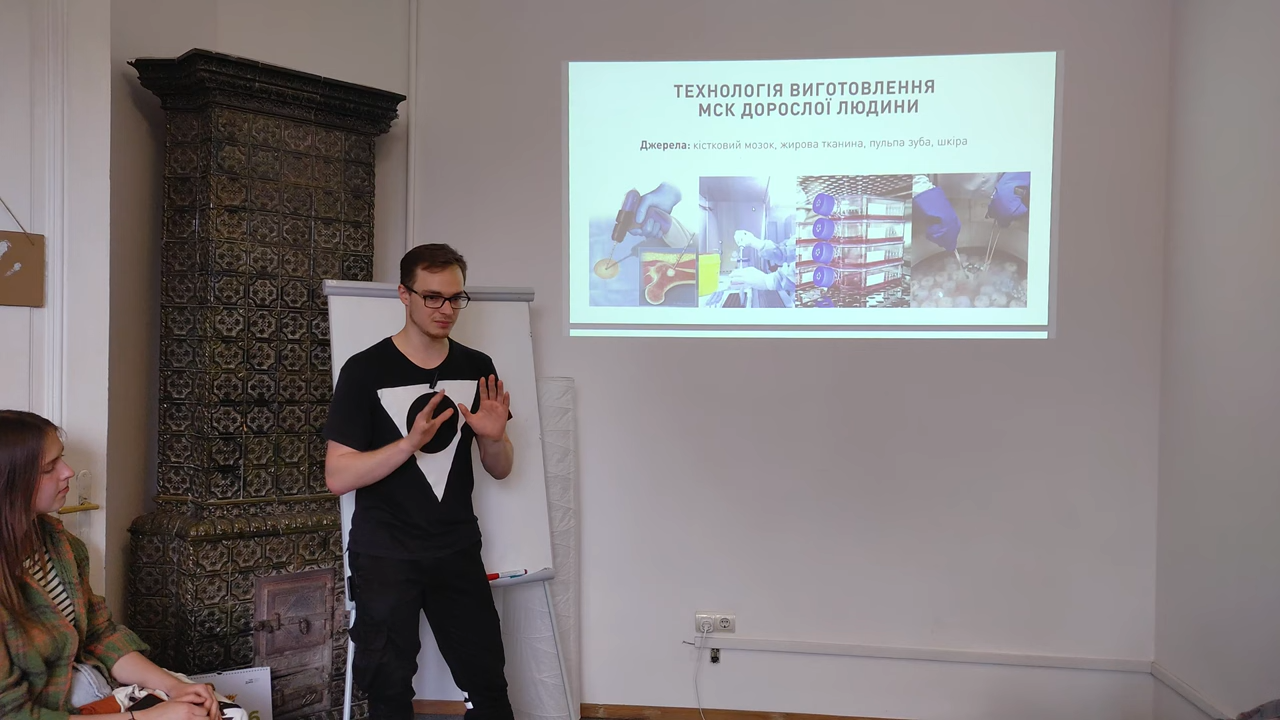 ТЕХНОЛОГІЯ ВИГОТОВЛЕННЯ
МСК ДОРОСЛОЇ ЛЮДИНИ
Джерела: кістковий мозок, жирова тканина, пульпа зуба, шкіра